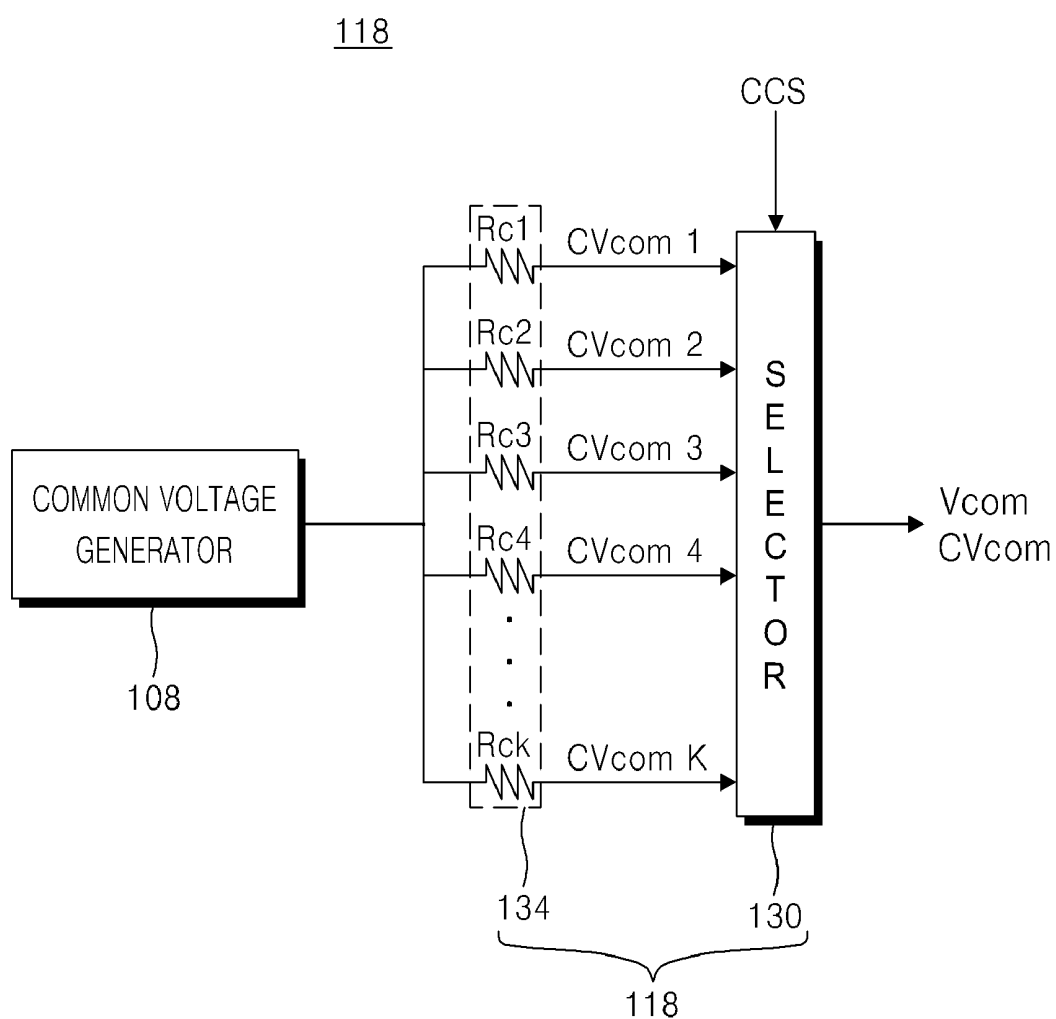 118
CCS
Rc1
CVcom 1
Rc2
CVcom 2
Rc3
CVcom 3
Rc4
CVcom 4
Rck
CVcom K
COMMON VOLTAGE
GENERATOR
108
SELECTOR
Vcom
CVcom
134
130
118